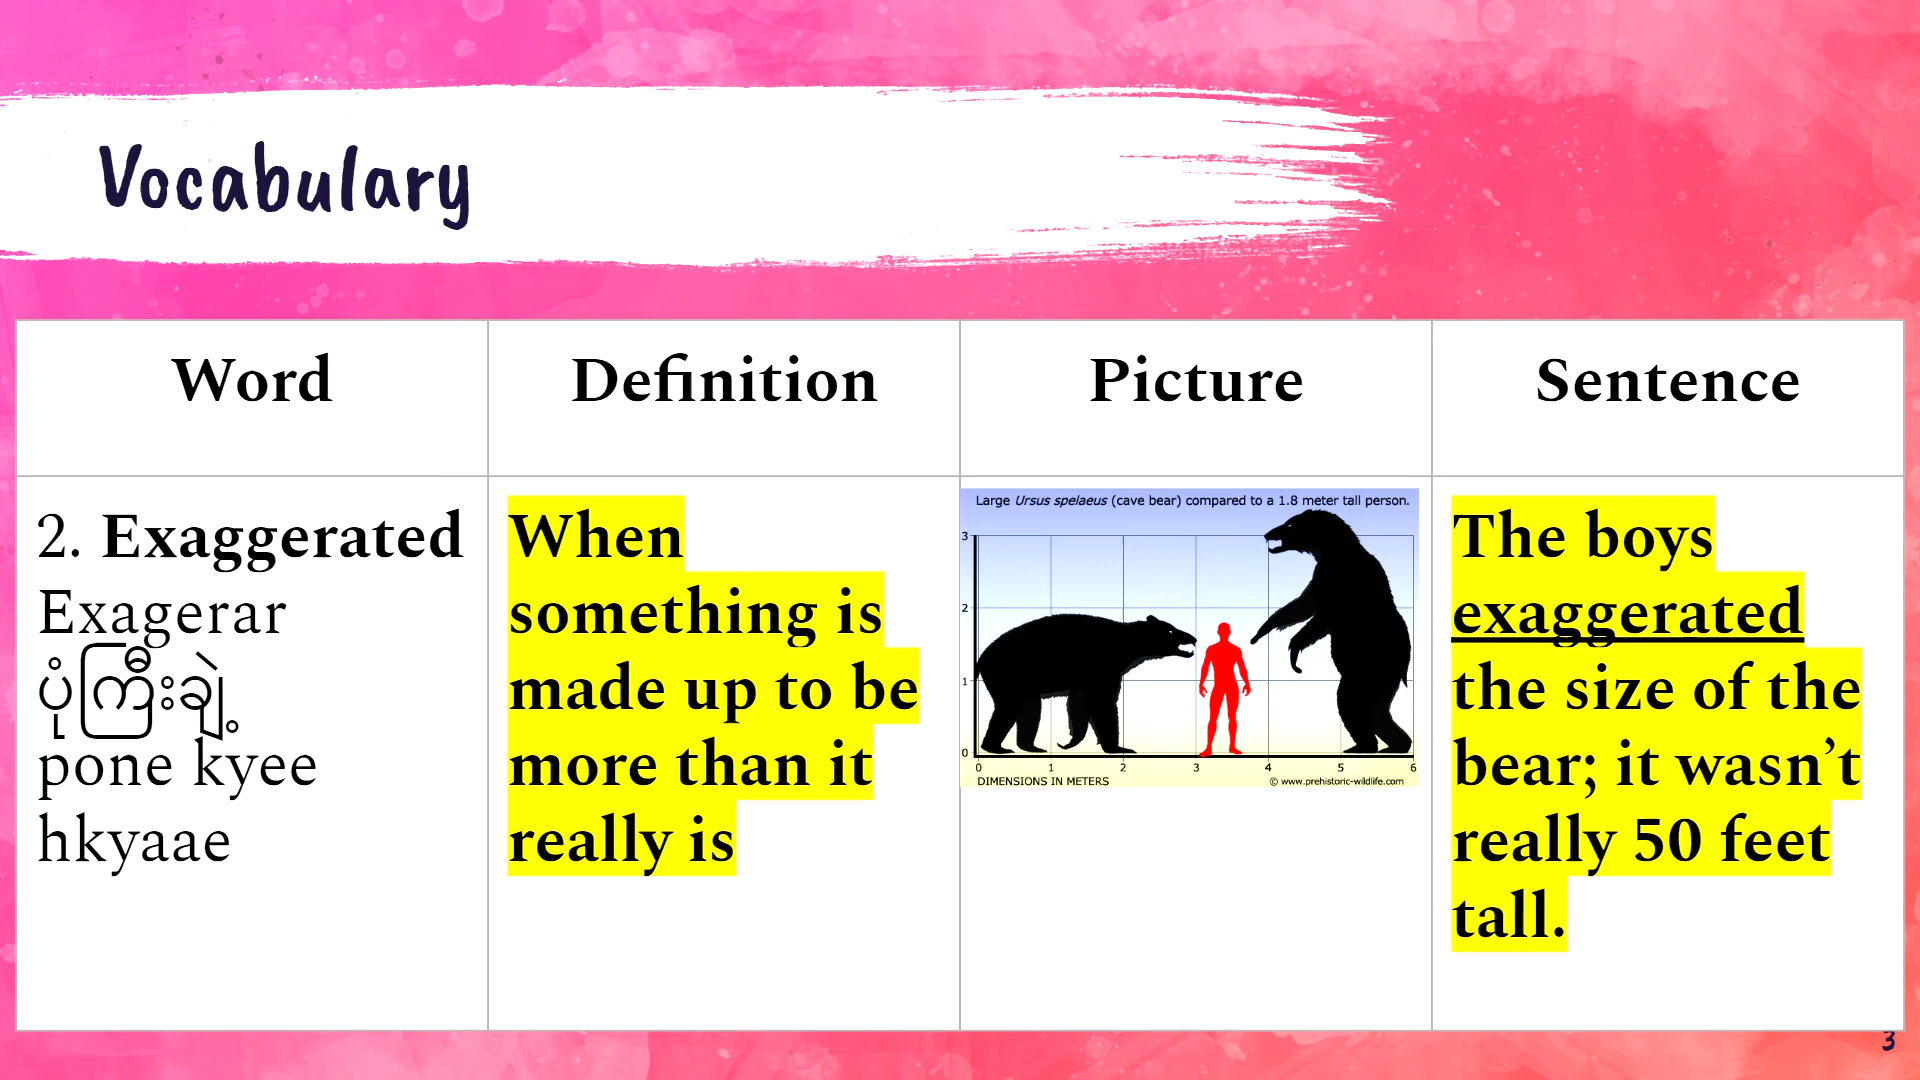 Vocabulary
Word
Definition
Picture
Sentence
2. Exaggerated
Exagerar
ပုံကြီးချဲ့
pone kyee
hkyaae
When
something is
made up to be
more than it
really is
Large Ursus spelaeus (cave bear) compared to a 1.8 meter tall person.
3
2
1
0
0 1 2 3 4 5 6
DIMENSIONS IN METERS
© www.prehistoric-wildlife.com
The boys
exaggerated
the size of the
bear; it wasn’t
really 50 feet
tall.
3